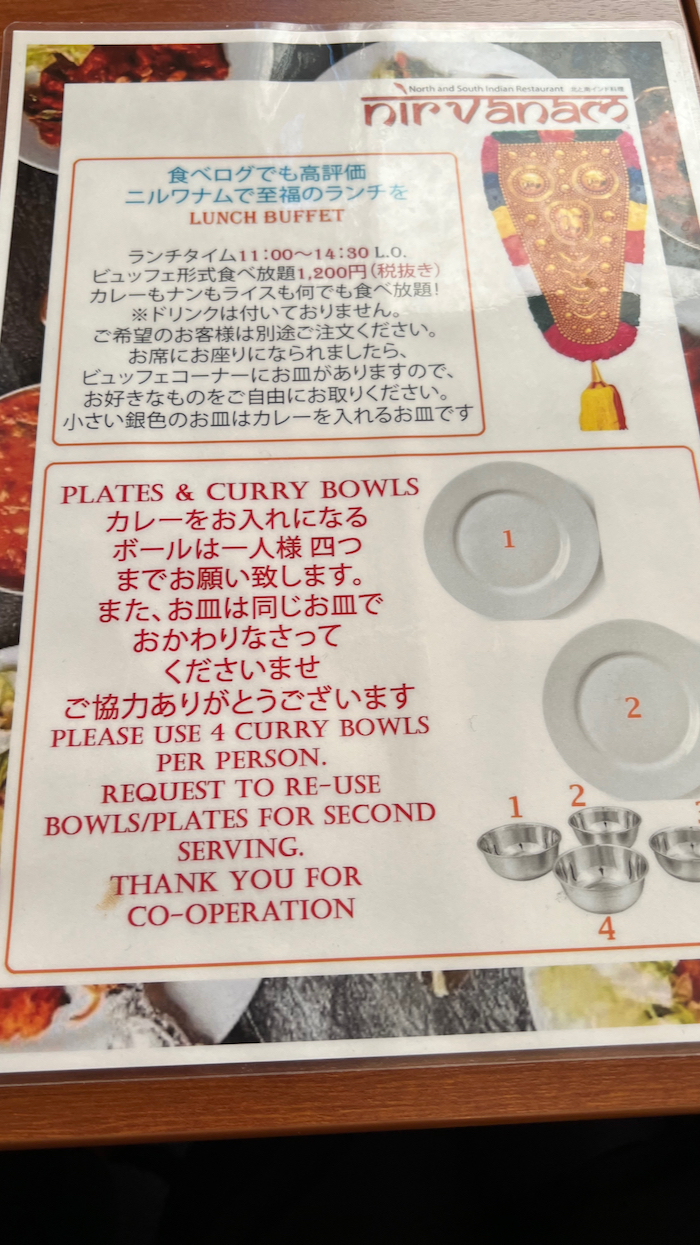 North and South Indian Restaurant 北と南インド料理
nirvanam
食べログでも高評価
ニルワナムで至福のランチを
LUNCH BUFFET
ランチタイム11:00～14:30 L.O.
ビュッフェ形式食べ放題1,200円(税抜き)
カレーもナンもライスも何でも食べ放題!
※ドリンクは付いておりません。
ご希望のお客様は別途ご注文ください。
お席にお座りになられましたら、
ビュッフェコーナーにお皿がありますので、
お好きなものをご自由にお取りください。
小さい銀色のお皿はカレーを入れるお皿です
PLATES & CURRY BOWLS
カレーをお入れになる
ボールは一人様 四つ
までお願い致します。
また、お皿は同じお皿で
おかわりなさって
くださいませ
ご協力ありがとうございます
PLEASE USE 4 CURRY BOWLS
PER PERSON.
REQUEST TO RE-USE
BOWLS/PLATES FOR SECOND
SERVING.
THANK YOU FOR
CO-OPERATION
1
2
1
2
4